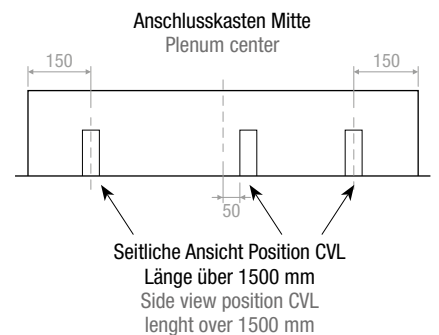 Anschlusskasten Mitte
Plenum center
150
150
50
Seitliche Ansicht Position CVL
Länge über 1500 mm
Side view position CVL
lenght over 1500 mm